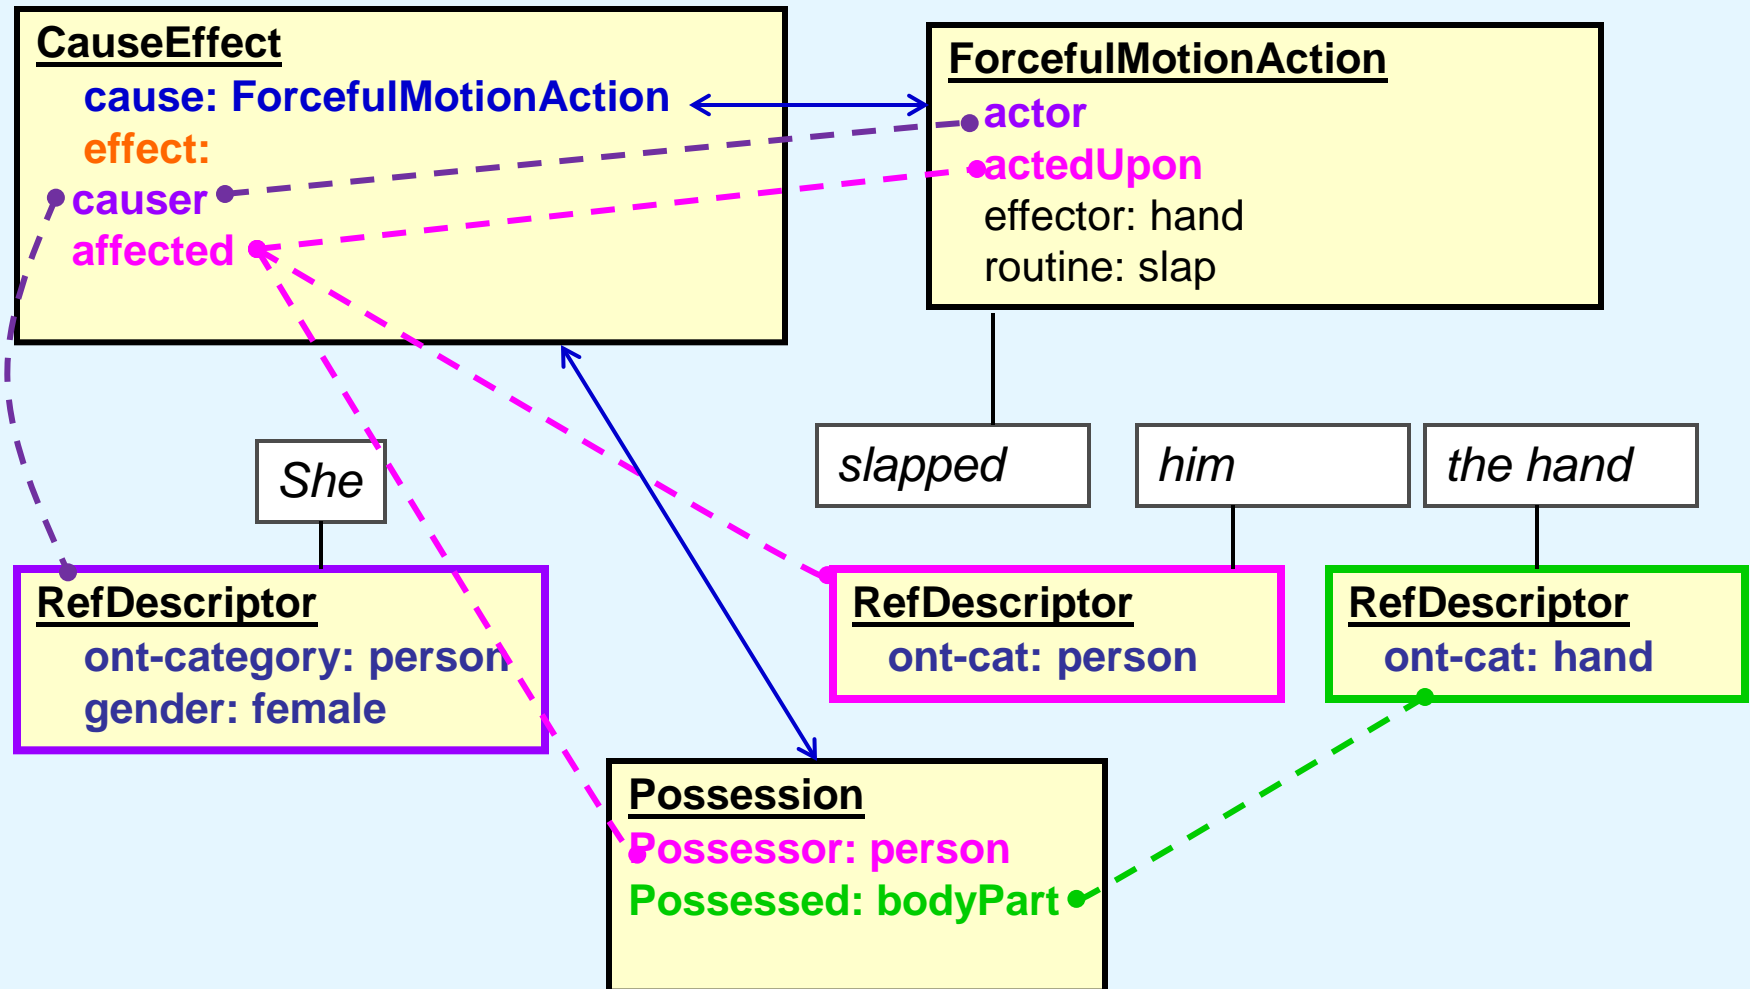 CauseEffect
cause: ForcefulMotionAction
effect:
causer
affected
ForcefulMotionAction
actor
actedUpon
effector: hand
routine: slap
She
slapped
him
the hand
RefDescriptor
ont-category: person
gender: female
RefDescriptor
ont-cat: person
RefDescriptor
ont-cat: hand
Possession
Possessor: person
Possessed: bodyPart